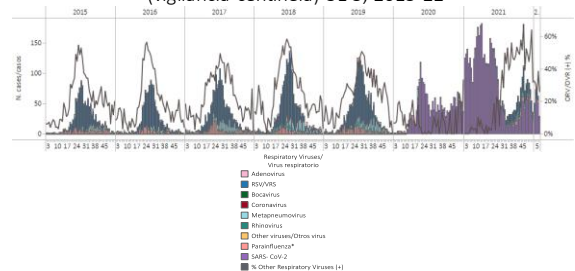 (vigilancia centinela) SE 5, 2015-22
2015 2016 2017 2018 2019 2020 2021 2..
N. cases/casos
150
100
50
0
60%
40%
20%
0%
ORV/OVR (+) %
3 10 17 24 31 38 45 3 10 17 24 31 38 45 3 10 17 24 31 38 45 3 10 17 24 31 38 45 3 10 17 24 31 38 45 3 10 17 24 31 38 45 3 10 17 24 31 38 45 5
Respiratory Viruses/
Virus respiratorio
Adenovirus
RSV/VRS
Bocavirus
Coronavirus
Metapneumovirus
Rhinovirus
Other viruses/Otros virus
Parainfluenza*
SARS- CoV-2
% Other Respiratory Viruses (+)